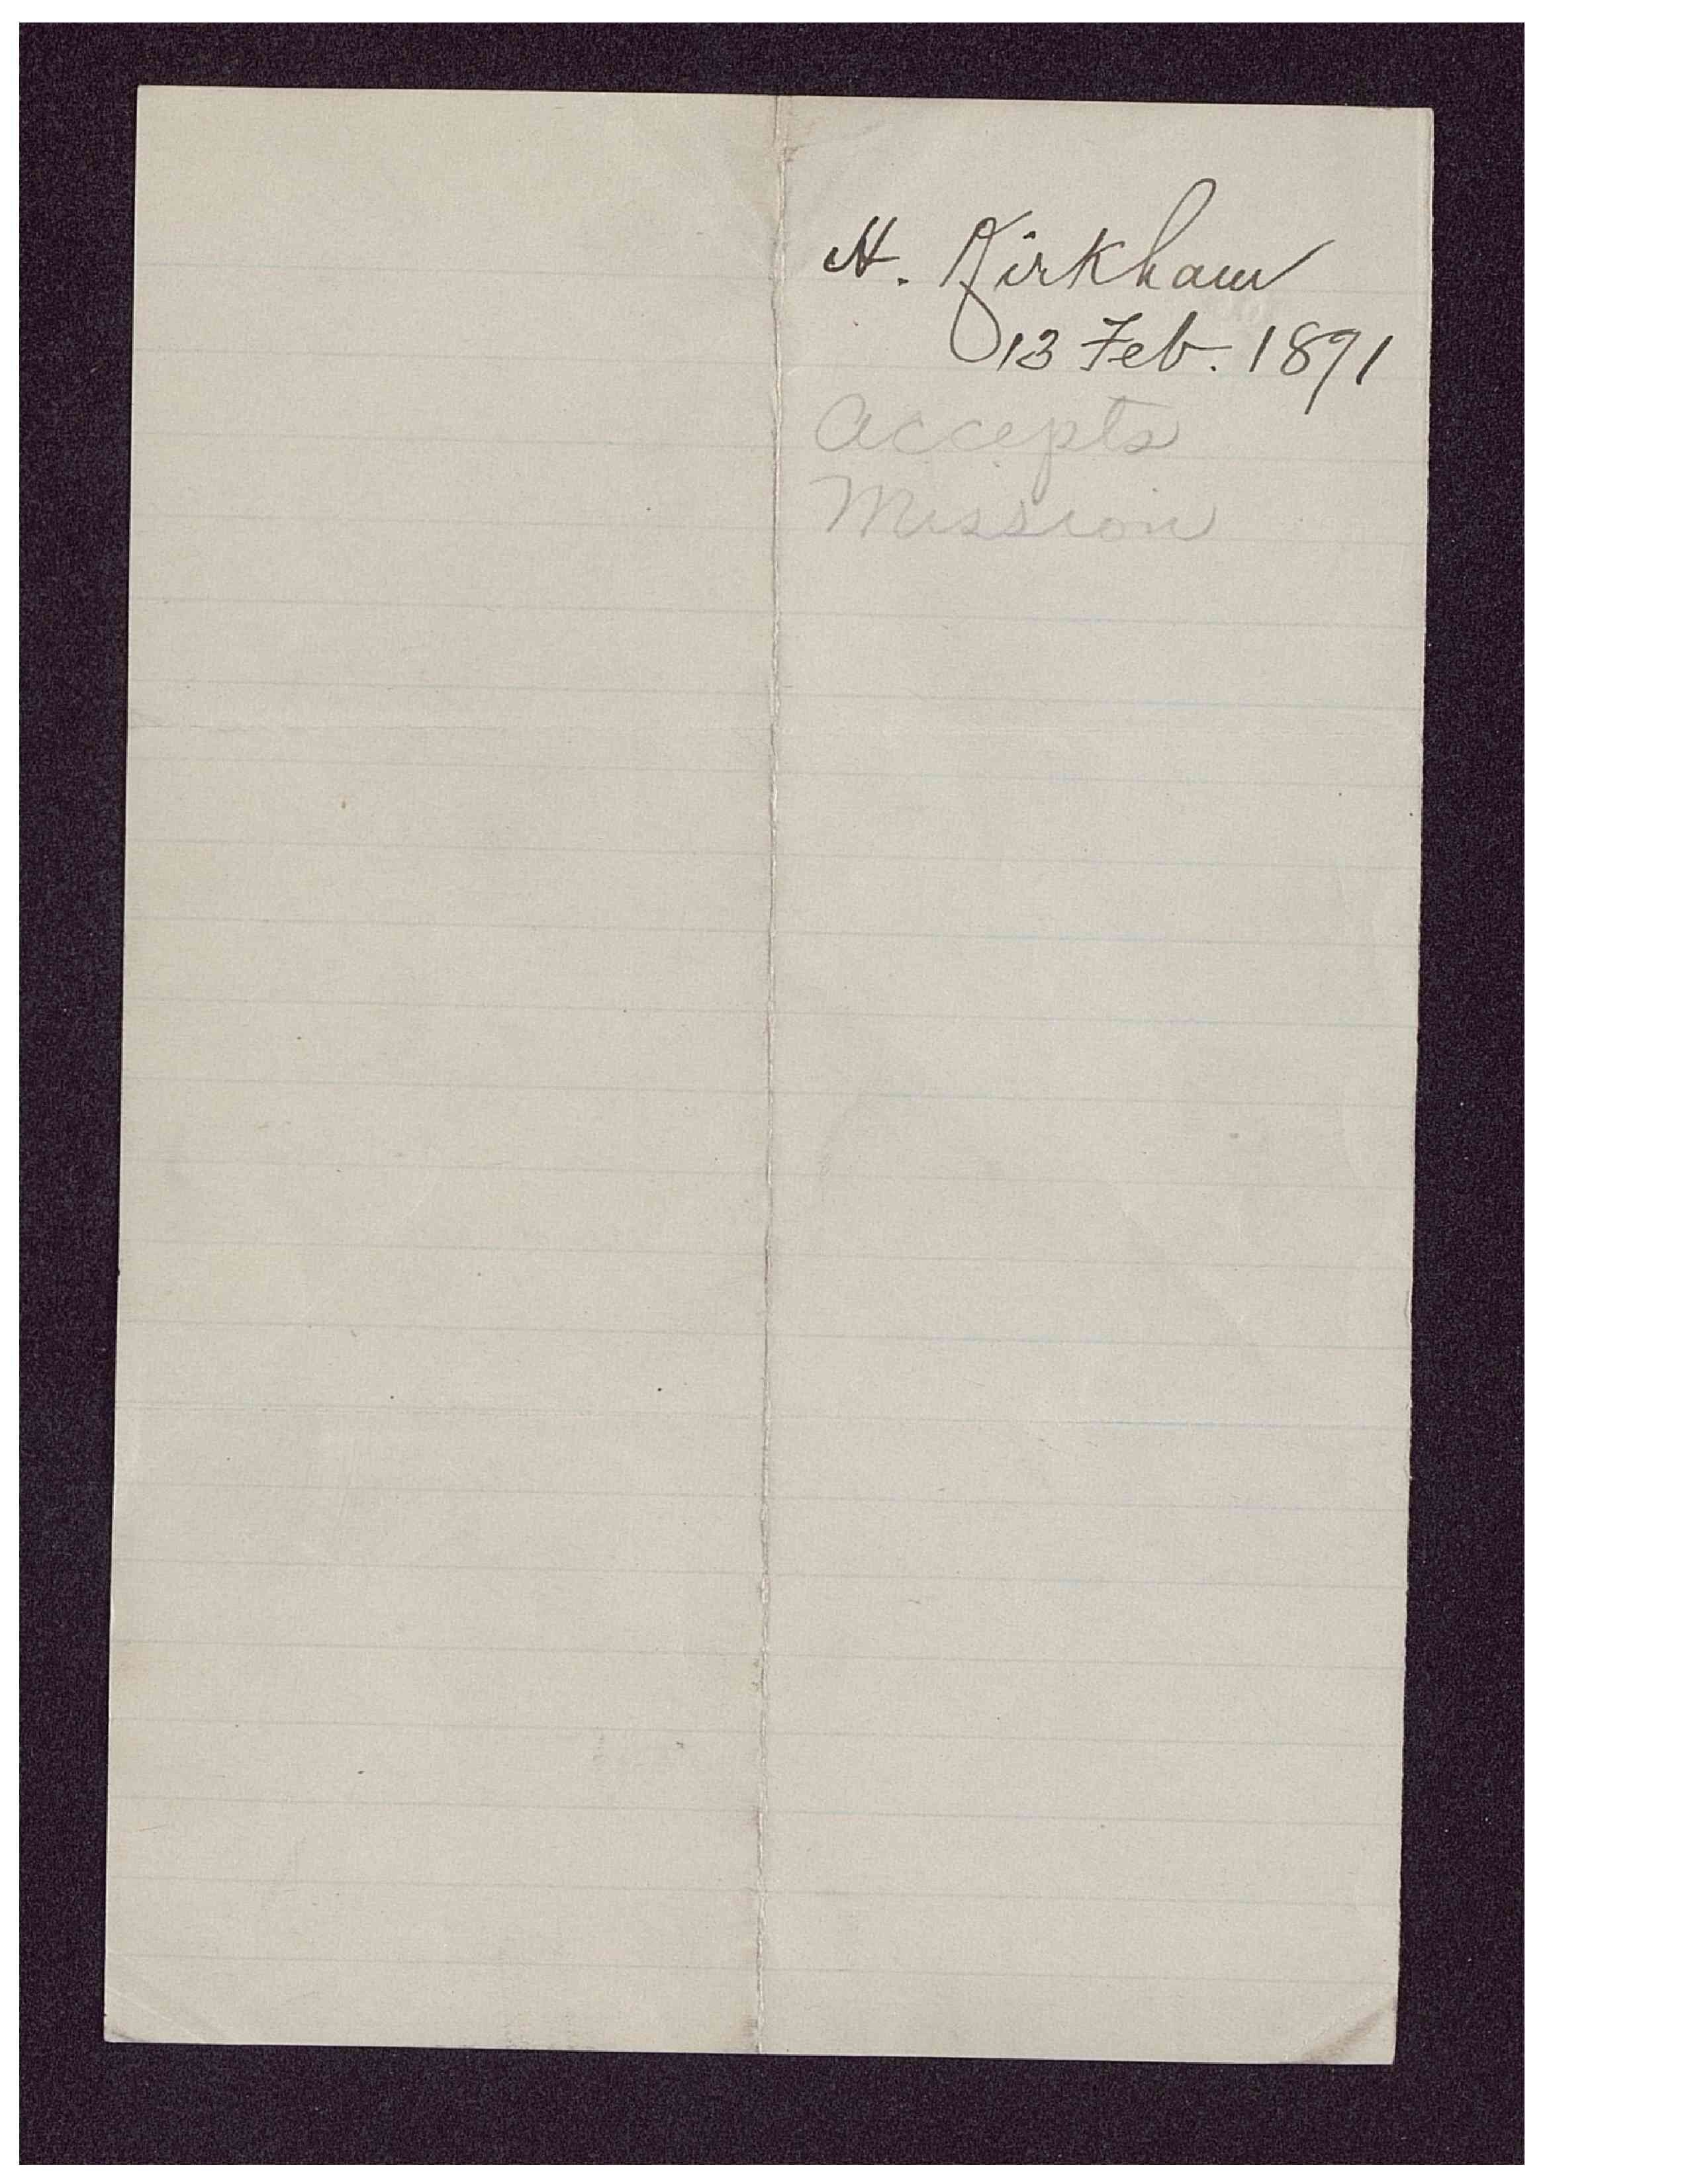 H. Kirkham
13 Feb. 1891
Accepts
Mission